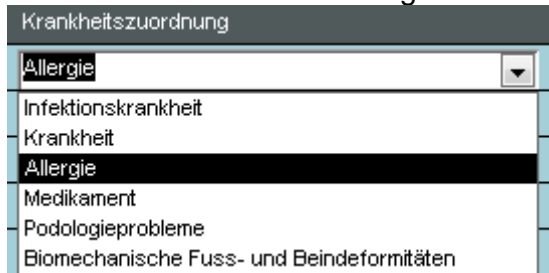 Krankheitszuordnung
Allergie
Infektionskrankheit
Krankheit
Allergie
Medikament
Podologieprobleme
Biomechanische Fuss- und Beindeformitäten